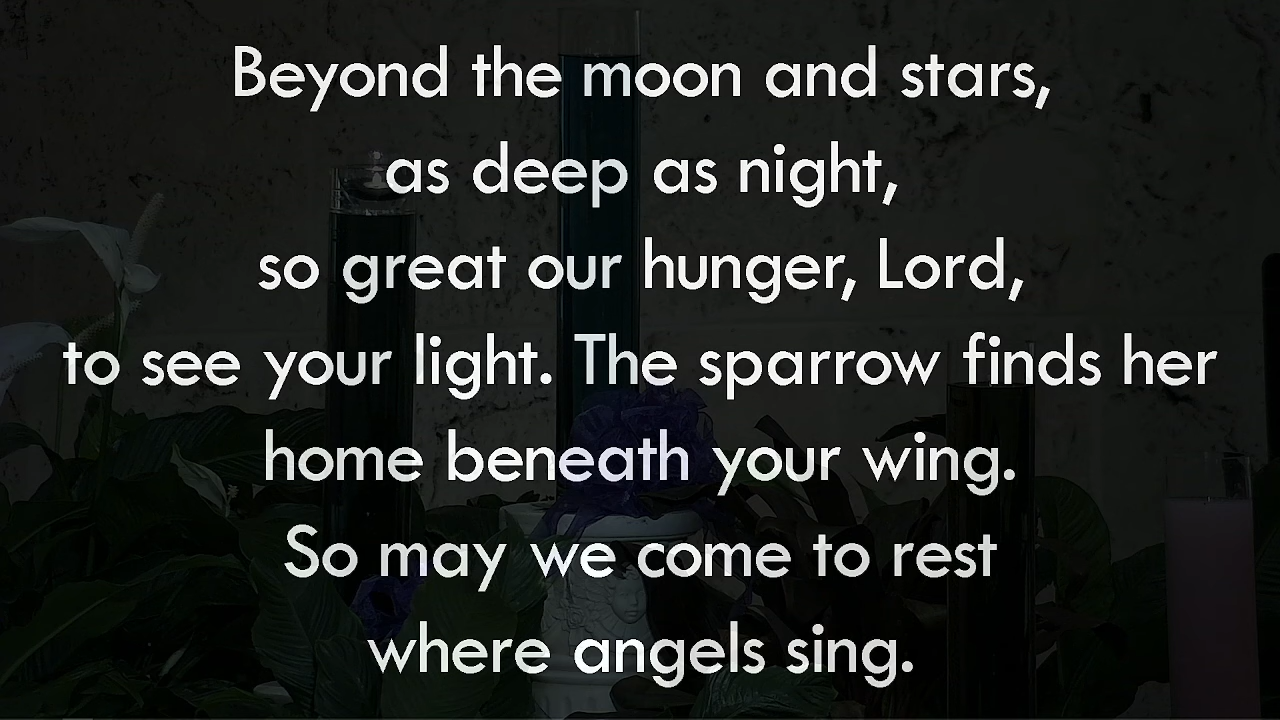 Beyond the moon and stars,
as deep as night,
so great our hunger, Lord,
to see your light. The sparrow finds her
home beneath your wing.
So may we come to rest
where angels sing.